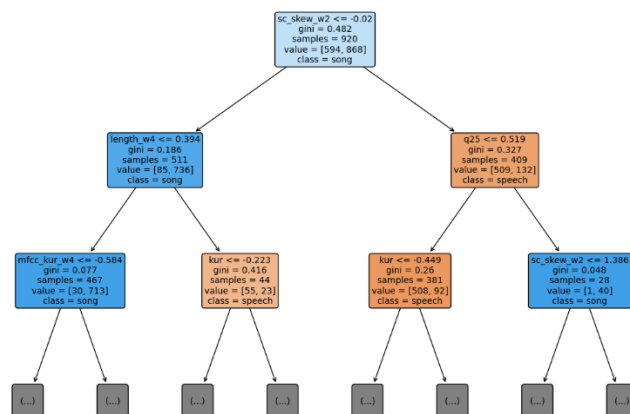 sc_skew_w2 <= -0.02
gini = 0.482
samples = 920
value = [594, 868]
class = song
length_w4 <= 0.394
gini = 0.186
samples = 511
value = [85, 736]
class = song
q25 <= 0.519
gini = 0.327
samples = 409
value = [509, 132]
class = speech
mfcc_kur_w4 <= -0.584
gini = 0.077
samples = 467
value = [30, 713]
class = song
kur <= -0.223
gini = 0.416
samples = 44
value = [55, 23]
class = speech
kur <= -0.449
gini = 0.26
samples = 381
value = [508, 92]
class = speech
sc_skew_w2 <= 1.386
gini = 0.048
samples = 28
value = [1, 40]
class = song
(...)
(...)
(...)
(...)
(...)
(...)
(...)
(...)